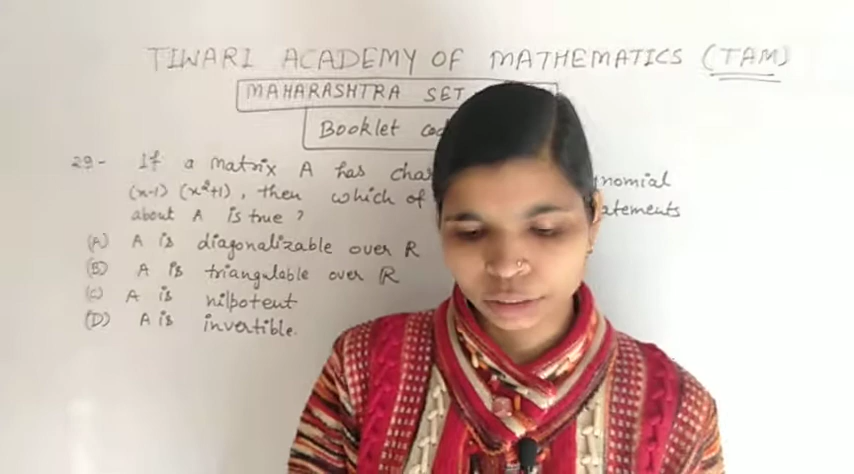 TIWARI ACADEMY OF MATHEMATICS (TAM)
MAHARASHTRA SET
Booklet
29- If a matrix A has
(x-1) (x²+1), then which of
about A is true ?
(A) A is diagonalizable over R
(B) A is triangulable over R
(C) A is nilpotent
(D) A is invertible.